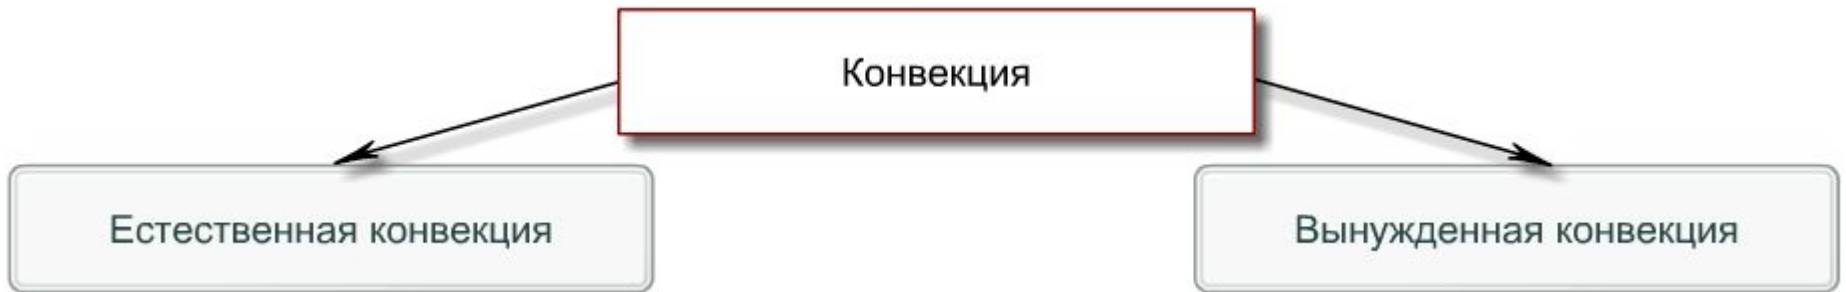 Конвекция
Естественная конвекция
Вынужденная конвекция